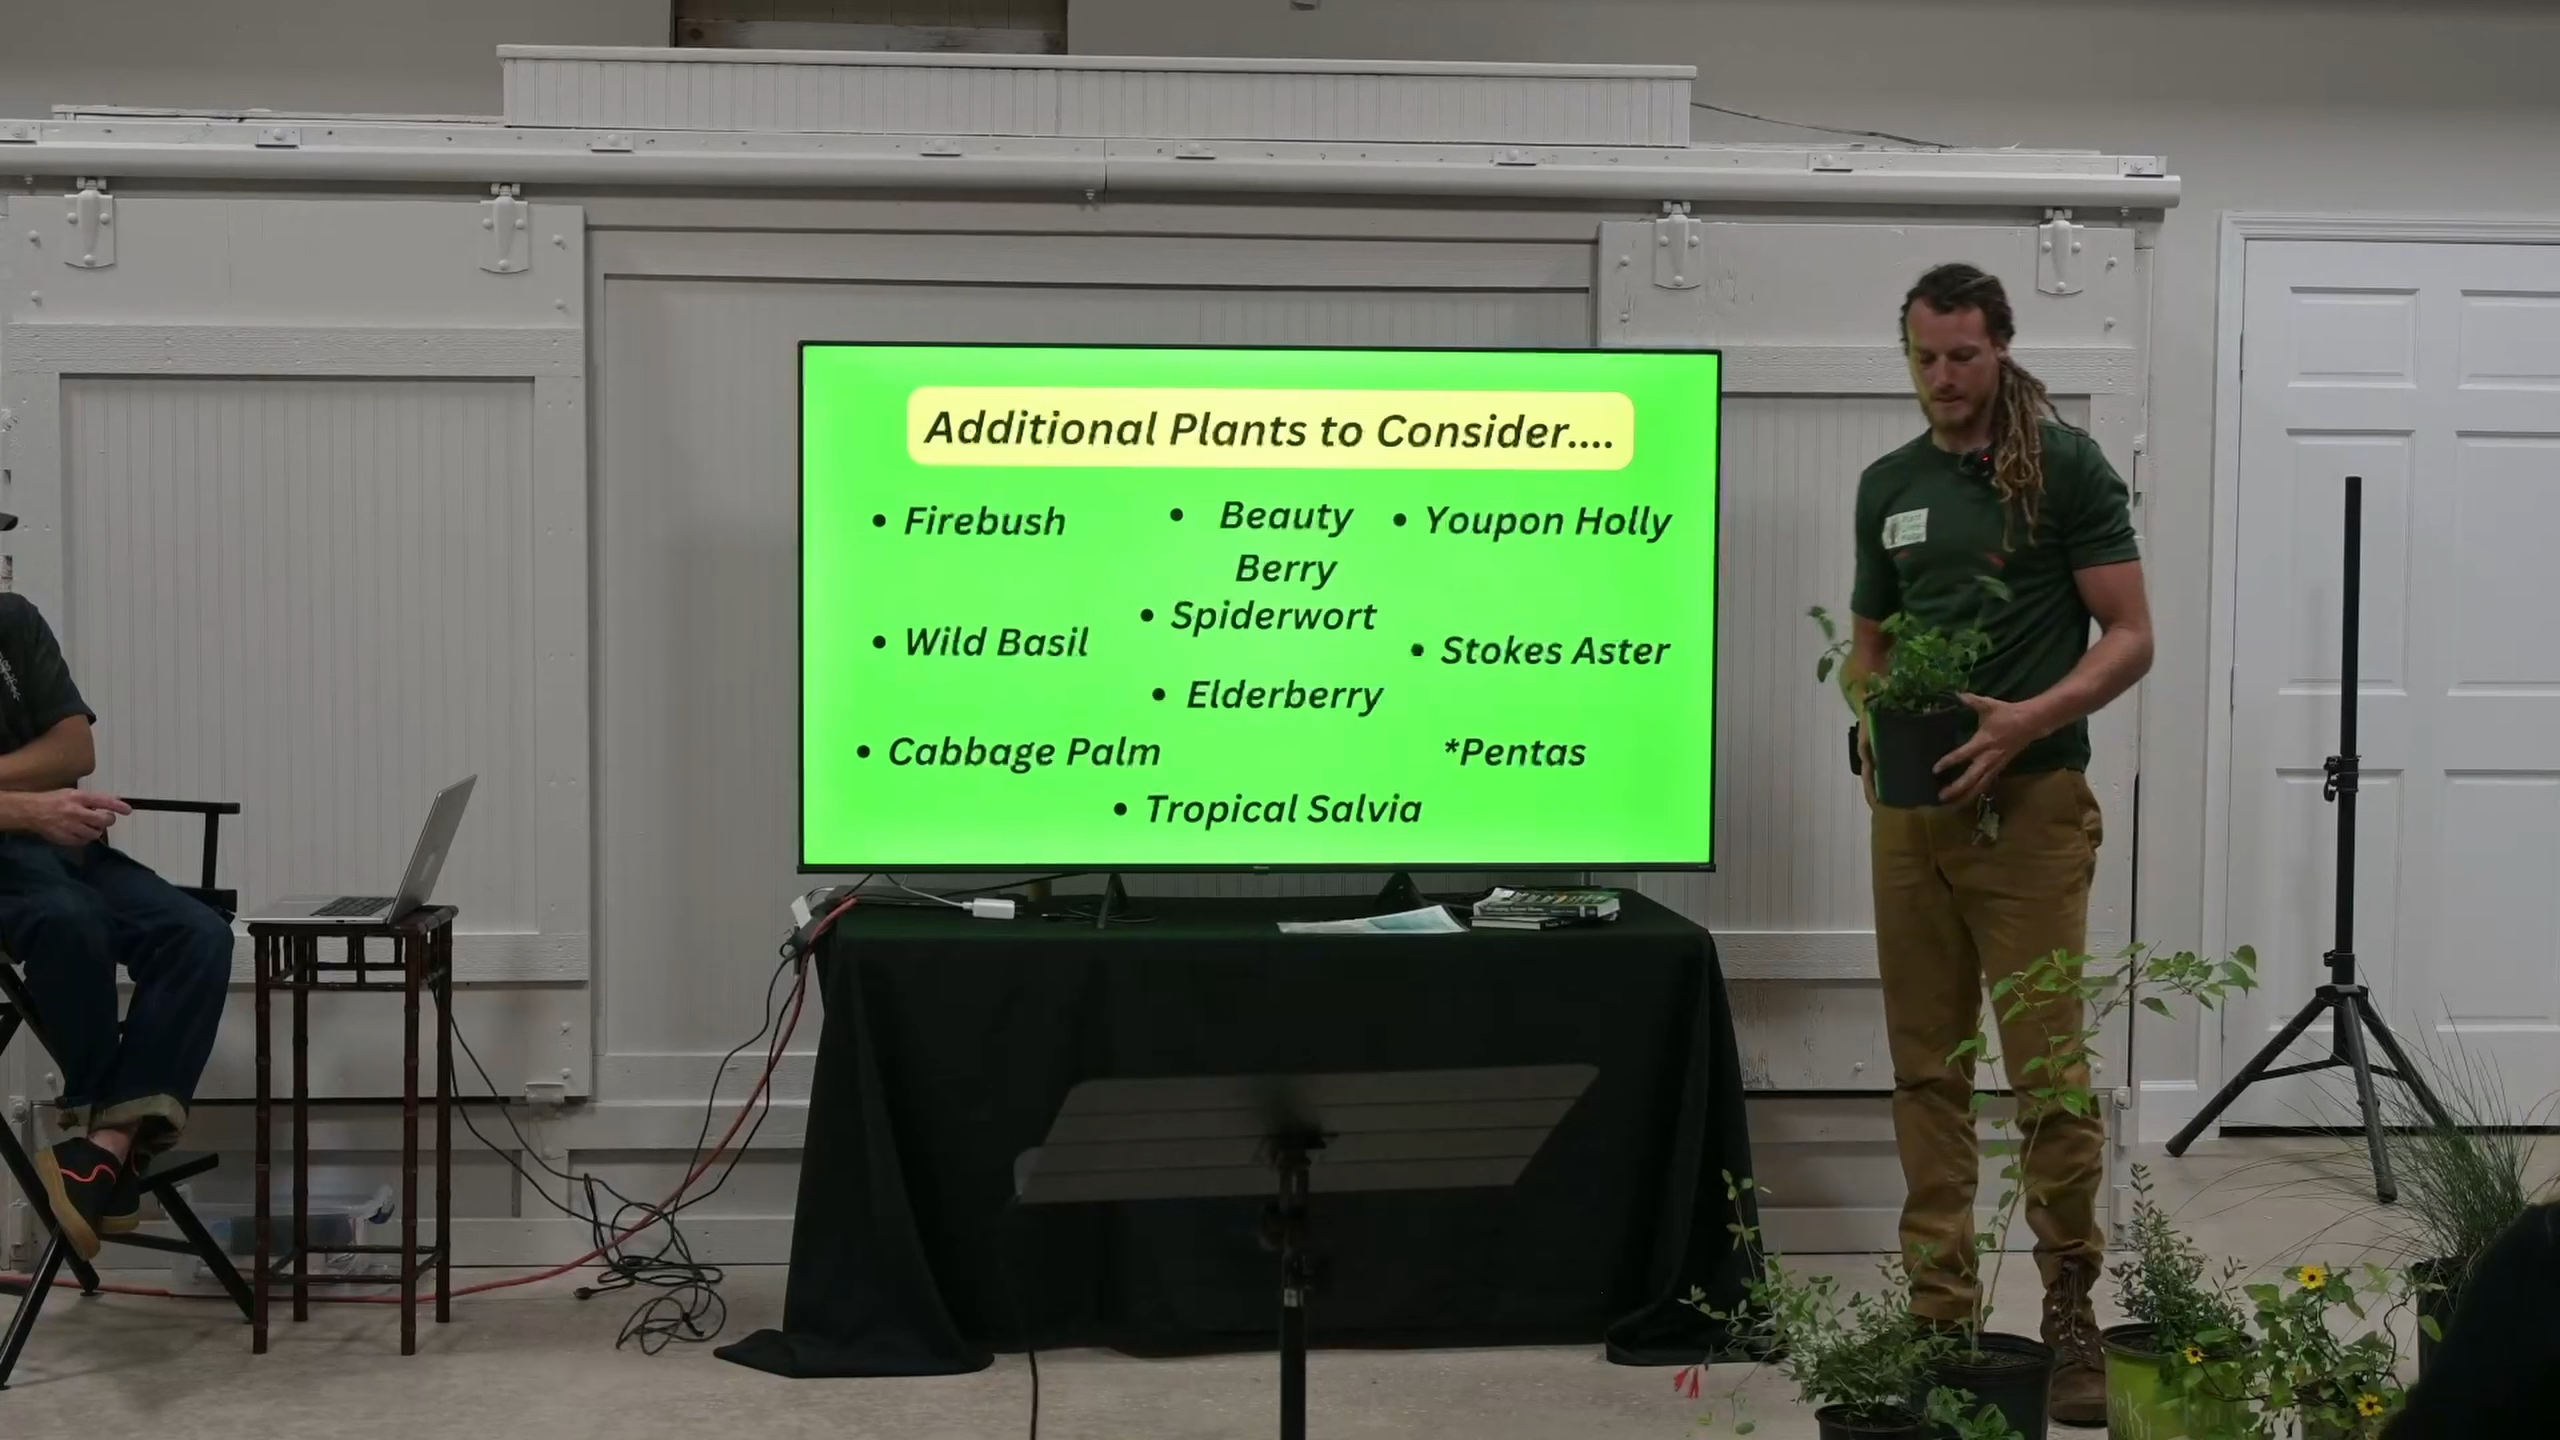 Additional Plants to Consider....
• Firebush
• Beauty
Berry
• Youpon Holly
• Wild Basil
• Spiderwort
• Stokes Aster
• Elderberry
• Cabbage Palm
*Pentas
• Tropical Salvia